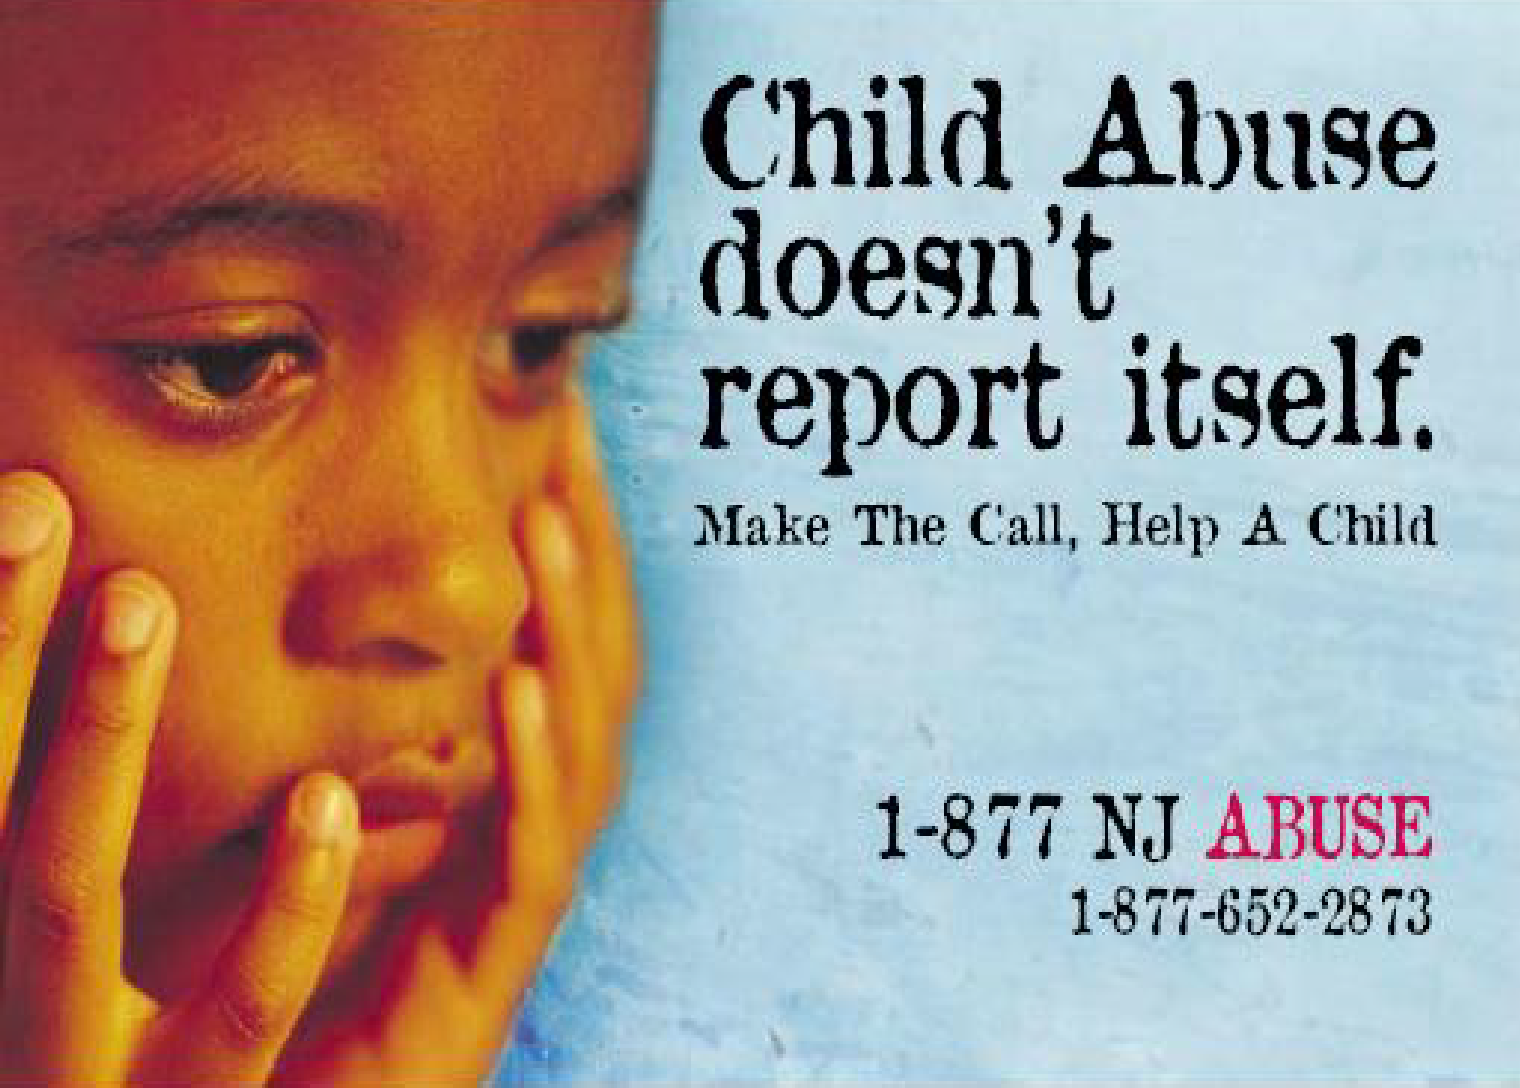 Child Abuse
doesn't
report itself.
Make The Call, Help A Child
1-877 NJ ABUSE
1-877-652-2873